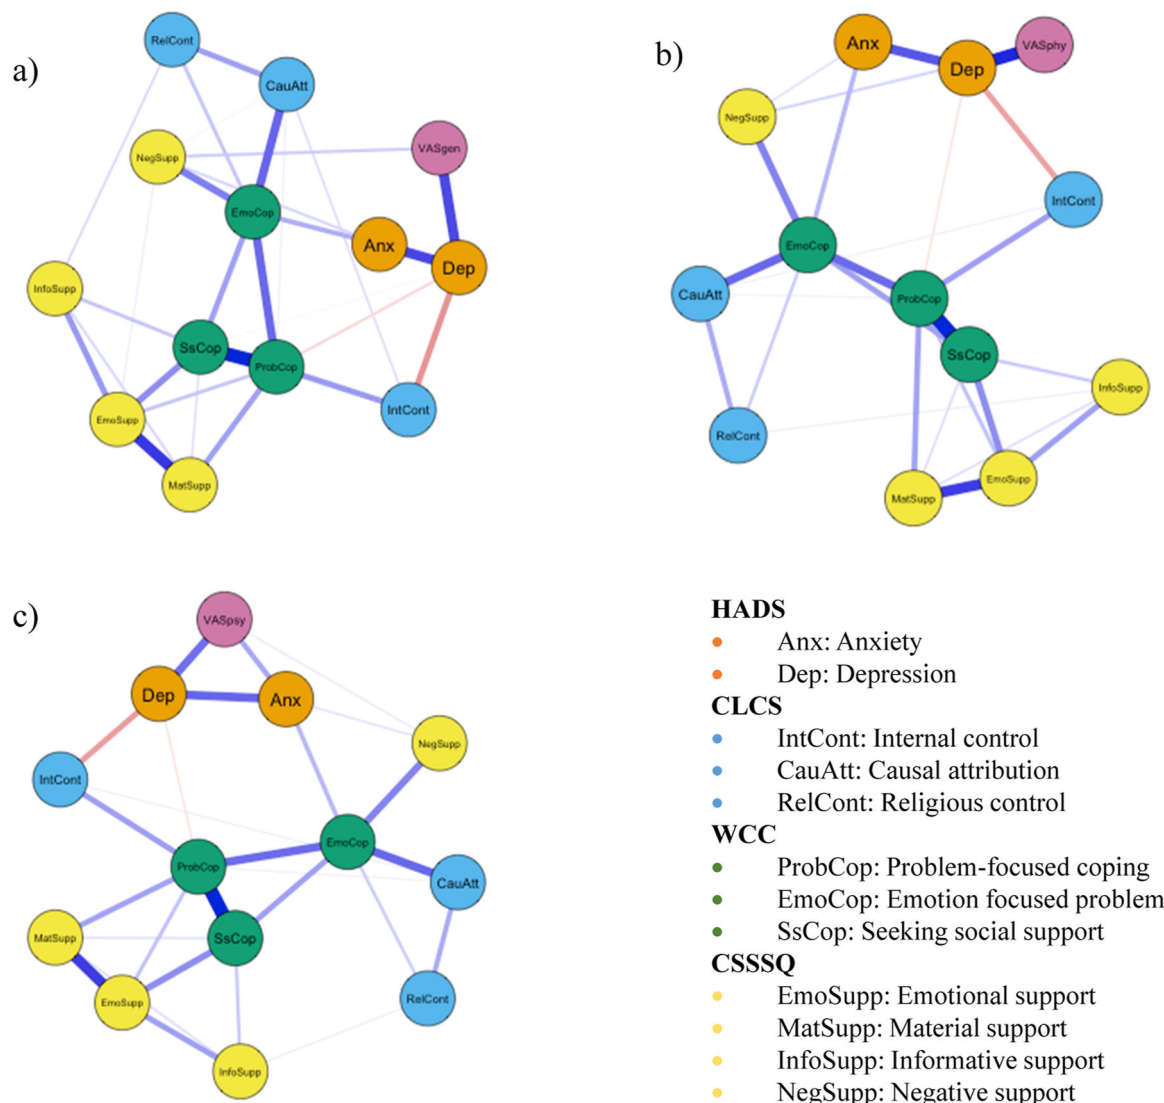 a)
RelCont
CauAtt
NegSupp
VASgen
EmoCop
Anx
Dep
InfoSupp
SsCop
ProbCop
IntCont
EmoSupp
MatSupp
b)
Anx
VASphy
Dep
NegSupp
IntCont
EmoCop
CauAtt
ProbCop
SsCop
InfoSupp
RelCont
EmoSupp
MatSupp
c)
VASpsy
Dep
Anx
NegSupp
IntCont
EmoCop
ProbCop
CauAtt
MatSupp
SsCop
EmoSupp
RelCont
InfoSupp
HADS
Anx: Anxiety
Dep: Depression
CLCS
IntCont: Internal control
CauAtt: Causal attribution
RelCont: Religious control
WCC
ProbCop: Problem-focused coping
EmoCop: Emotion focused problem
SsCop: Seeking social support
CSSSQ
EmoSupp: Emotional support
MatSupp: Material support
InfoSupp: Informative support
NegSupp: Negative support